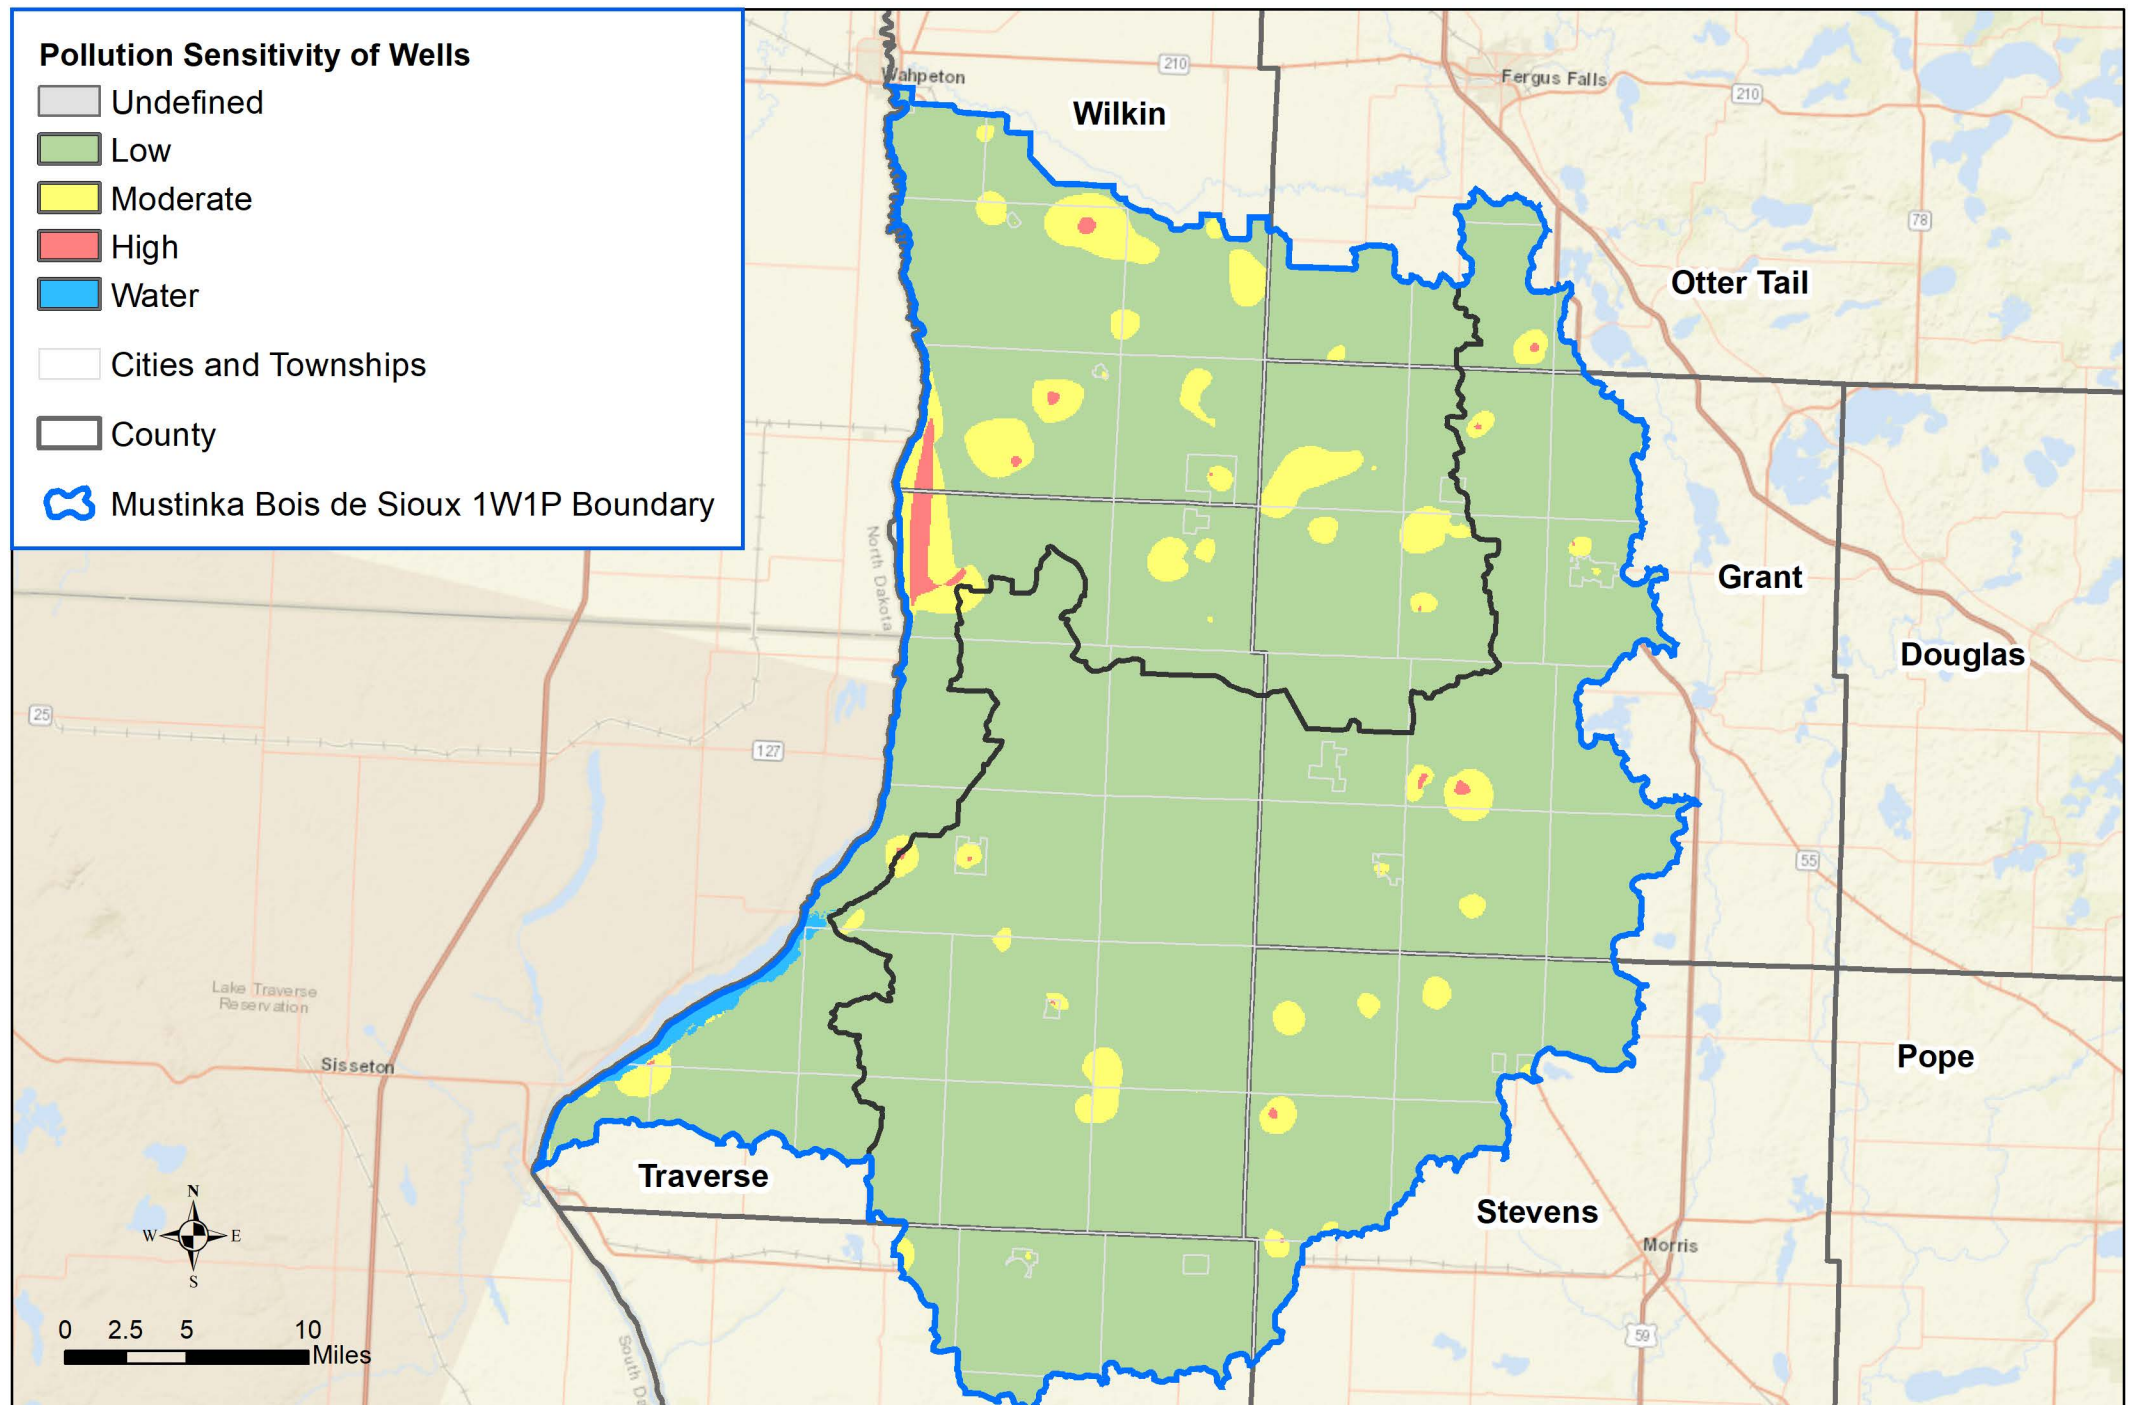 Pollution Sensitivity of Wells
Undefined
Low
Moderate
High
Water
Cities and Townships
County
Mustinka Bois de Sioux 1W1P Boundary
Wahpeton
210
Fergus Falls
210
Wilkin
78
Otter Tail
North Dakota
Grant
Douglas
25
127
55
Lake Traverse
Reservation
Sisseton
Pope
Traverse
Stevens
Morris
59
N
W
E
S
0
2.5
5
10
Miles
South